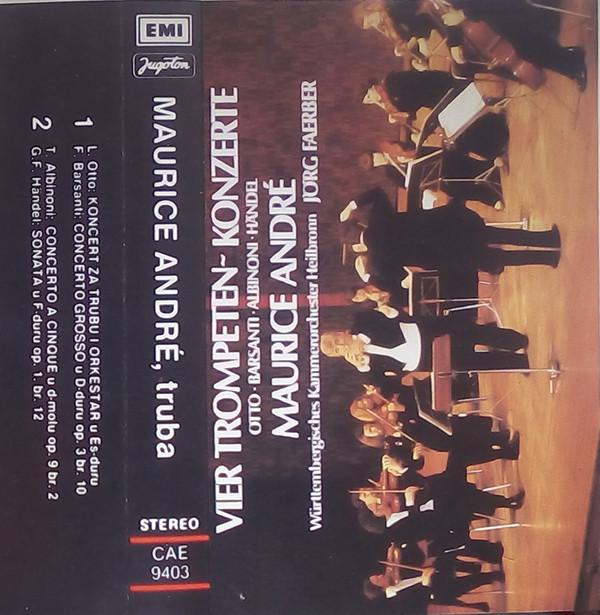 EMI
Jugoton
MAURICE ANDRÉ, truba
STEREO
CAE
9403
VIER TROMPETEN-KONZERTE
OTTO · BARSANTI · ALBINONI · HÄNDEL
MAURICE ANDRÉ
Württembergisches Kammerorchester Heilbronn JÖRG FAERBER
1
L. Otto: KONCERT ZA TRUBU I ORKESTAR u Es-duru
F. Barsanti: CONCERTO GROSSO u D-duru op. 3 br. 10
2
T. Albinoni: CONCERTO A CINQUE u d-molu op. 9 br. 2
G.F. Händel: SONATA u F-duru op. 1. br. 12